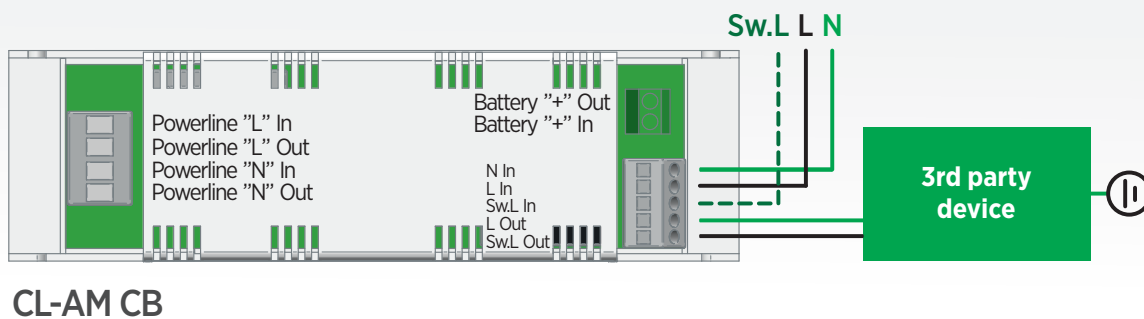 Sw.L L N
Battery "+" Out
Battery "+" In
Powerline "L" In
Powerline "L" Out
Powerline "N" In
Powerline "N" Out
N In
L In
Sw.L In
L Out
Sw.L Out
3rd party
device
CL-AM CB